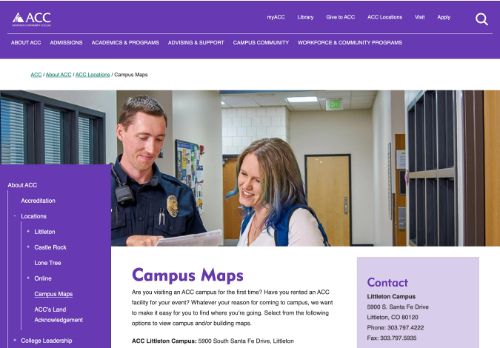 ACC
myACC Library Give to ACC ACC Locations Visit Apply
ABOUT ACC ADMISSIONS ACADEMICS & PROGRAMS ADVISING & SUPPORT CAMPUS COMMUNITY WORKFORCE & COMMUNITY PROGRAMS
ACC / About ACC / ACC Locations / Campus Maps
About ACC
Accreditation
- Locations
+ Littleton
+ Castle Rock
Lone Tree
+ Online
Campus Maps
ACC's Land
Acknowledgement
+ College Leadership
Campus Maps
Are you visiting an ACC campus for the first time? Have you rented an ACC
facility for your event? Whatever your reason for coming to campus, we want
to make it easy for you to find where you're going. Select from the following
options to view campus and/or building maps.
ACC Littleton Campus: 5900 South Santa Fe Drive, Littleton
Contact
Littleton Campus
5900 S. Santa Fe Drive
Littleton, CO 80120
Phone: 303.797.4222
Fax: 303.797.5935